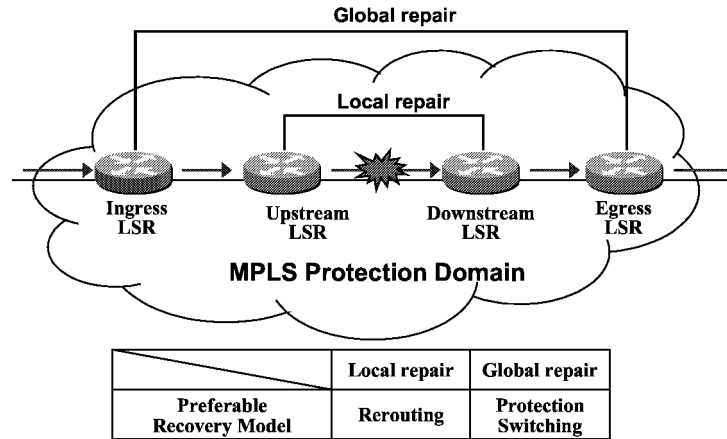 Global repair
Local repair
Ingress
LSR
Upstream
LSR
Downstream
LSR
Egress
LSR
MPLS Protection Domain
Local repair
Global repair
Preferable
Recovery Model
Rerouting
Protection
Switching